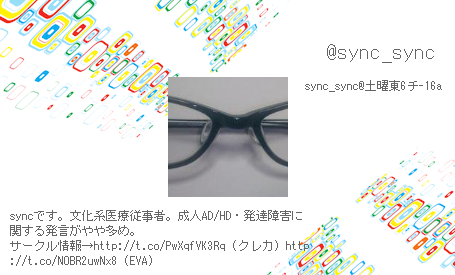 @sync_sync
sync_sync@土曜東6チ-16a
syncです。文化系医療従事者。成人AD/HD・発達障害に
関する発言がやや多め。
サークル情報→http://t.co/PwXqfVK3Rq（クレカ）http
://t.co/NOBR2uwNx8（EVA）